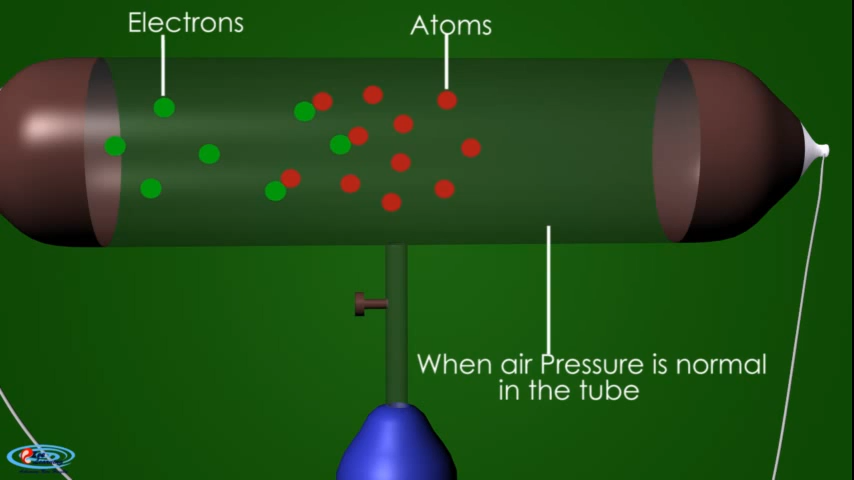 Electrons
Atoms
When air Pressure is normal
in the tube